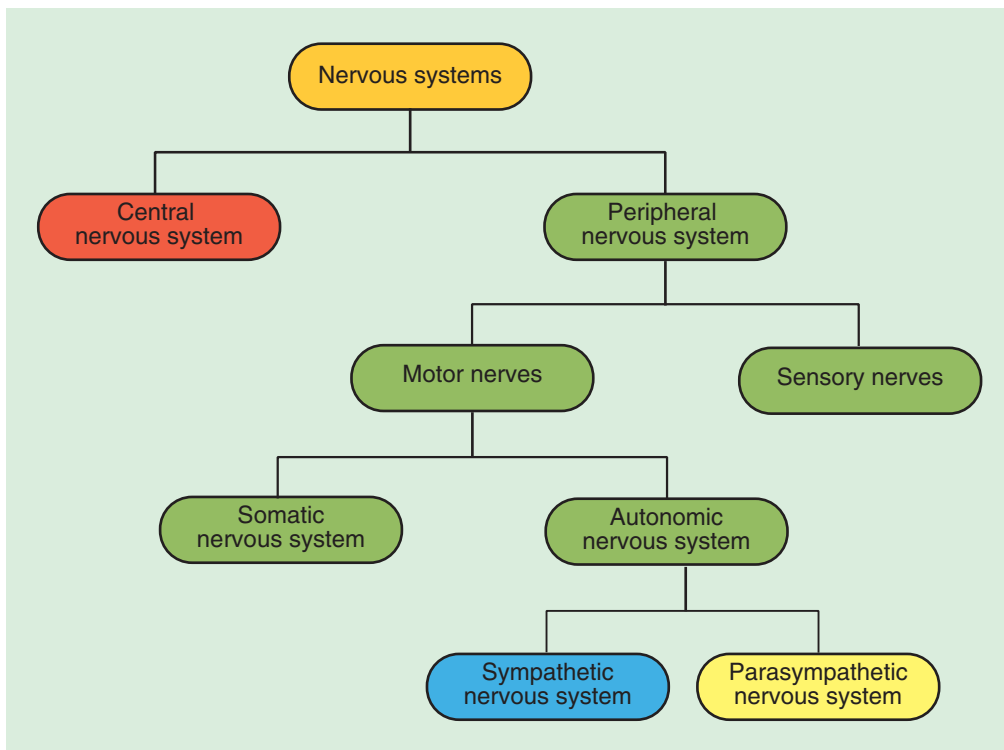 Nervous systems
Central
nervous system
Peripheral
nervous system
Motor nerves
Sensory nerves
Somatic
nervous system
Autonomic
nervous system
Sympathetic
nervous system
Parasympathetic
nervous system